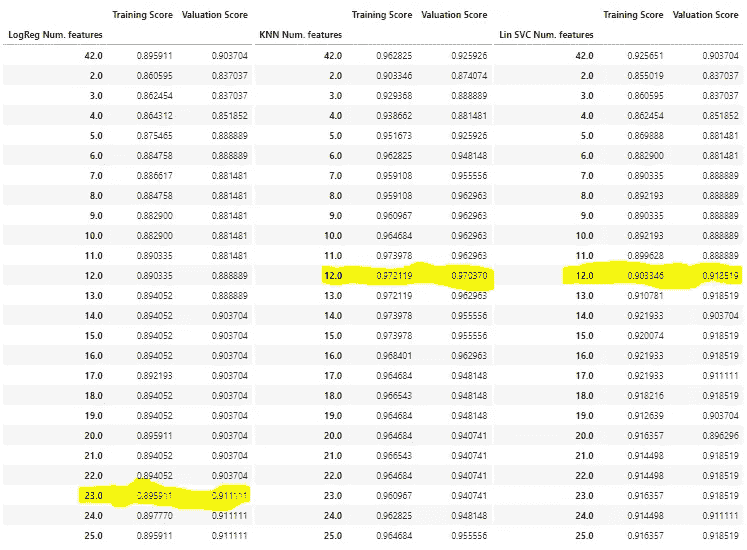 Training Score Valuation Score Training Score Valuation Score Training Score Valuation Score
LogReg Num. features KNN Num. features Lin SVC Num. features
42.0 0.895911 0.903704 42.0 0.962825 0.925926 42.0 0.925651 0.903704
2.0 0.860595 0.837037 2.0 0.903346 0.874074 2.0 0.855019 0.837037
3.0 0.862454 0.837037 3.0 0.929368 0.888889 3.0 0.860595 0.837037
4.0 0.864312 0.851852 4.0 0.938662 0.881481 4.0 0.862454 0.851852
5.0 0.875465 0.888889 5.0 0.951673 0.925926 5.0 0.869888 0.881481
6.0 0.884758 0.888889 6.0 0.962825 0.948148 6.0 0.882900 0.881481
7.0 0.886617 0.881481 7.0 0.959108 0.955556 7.0 0.890335 0.888889
8.0 0.884758 0.881481 8.0 0.959108 0.962963 8.0 0.892193 0.888889
9.0 0.882900 0.881481 9.0 0.960967 0.962963 9.0 0.890335 0.888889
10.0 0.882900 0.881481 10.0 0.964684 0.962963 10.0 0.892193 0.888889
11.0 0.890335 0.881481 11.0 0.973978 0.962963 11.0 0.899628 0.888889
12.0 0.890335 0.888889 12.0 0.972119 0.970370 12.0 0.903346 0.918519
13.0 0.894052 0.888889 13.0 0.972119 0.962963 13.0 0.910781 0.918519
14.0 0.894052 0.903704 14.0 0.973978 0.955556 14.0 0.921933 0.903704
15.0 0.894052 0.903704 15.0 0.973978 0.955556 15.0 0.920074 0.918519
16.0 0.894052 0.903704 16.0 0.968401 0.962963 16.0 0.921933 0.918519
17.0 0.892193 0.903704 17.0 0.964684 0.948148 17.0 0.921933 0.911111
18.0 0.894052 0.903704 18.0 0.966543 0.948148 18.0 0.918216 0.918519
19.0 0.894052 0.903704 19.0 0.964684 0.948148 19.0 0.912639 0.903704
20.0 0.895911 0.903704 20.0 0.964684 0.940741 20.0 0.916357 0.896296
21.0 0.894052 0.903704 21.0 0.966543 0.940741 21.0 0.914498 0.918519
22.0 0.894052 0.903704 22.0 0.964684 0.940741 22.0 0.914498 0.918519
23.0 0.895911 0.911111 23.0 0.960967 0.940741 23.0 0.916357 0.918519
24.0 0.897770 0.911111 24.0 0.962825 0.948148 24.0 0.914498 0.911111
25.0 0.895911 0.911111 25.0 0.964684 0.955556 25.0 0.916357 0.918519